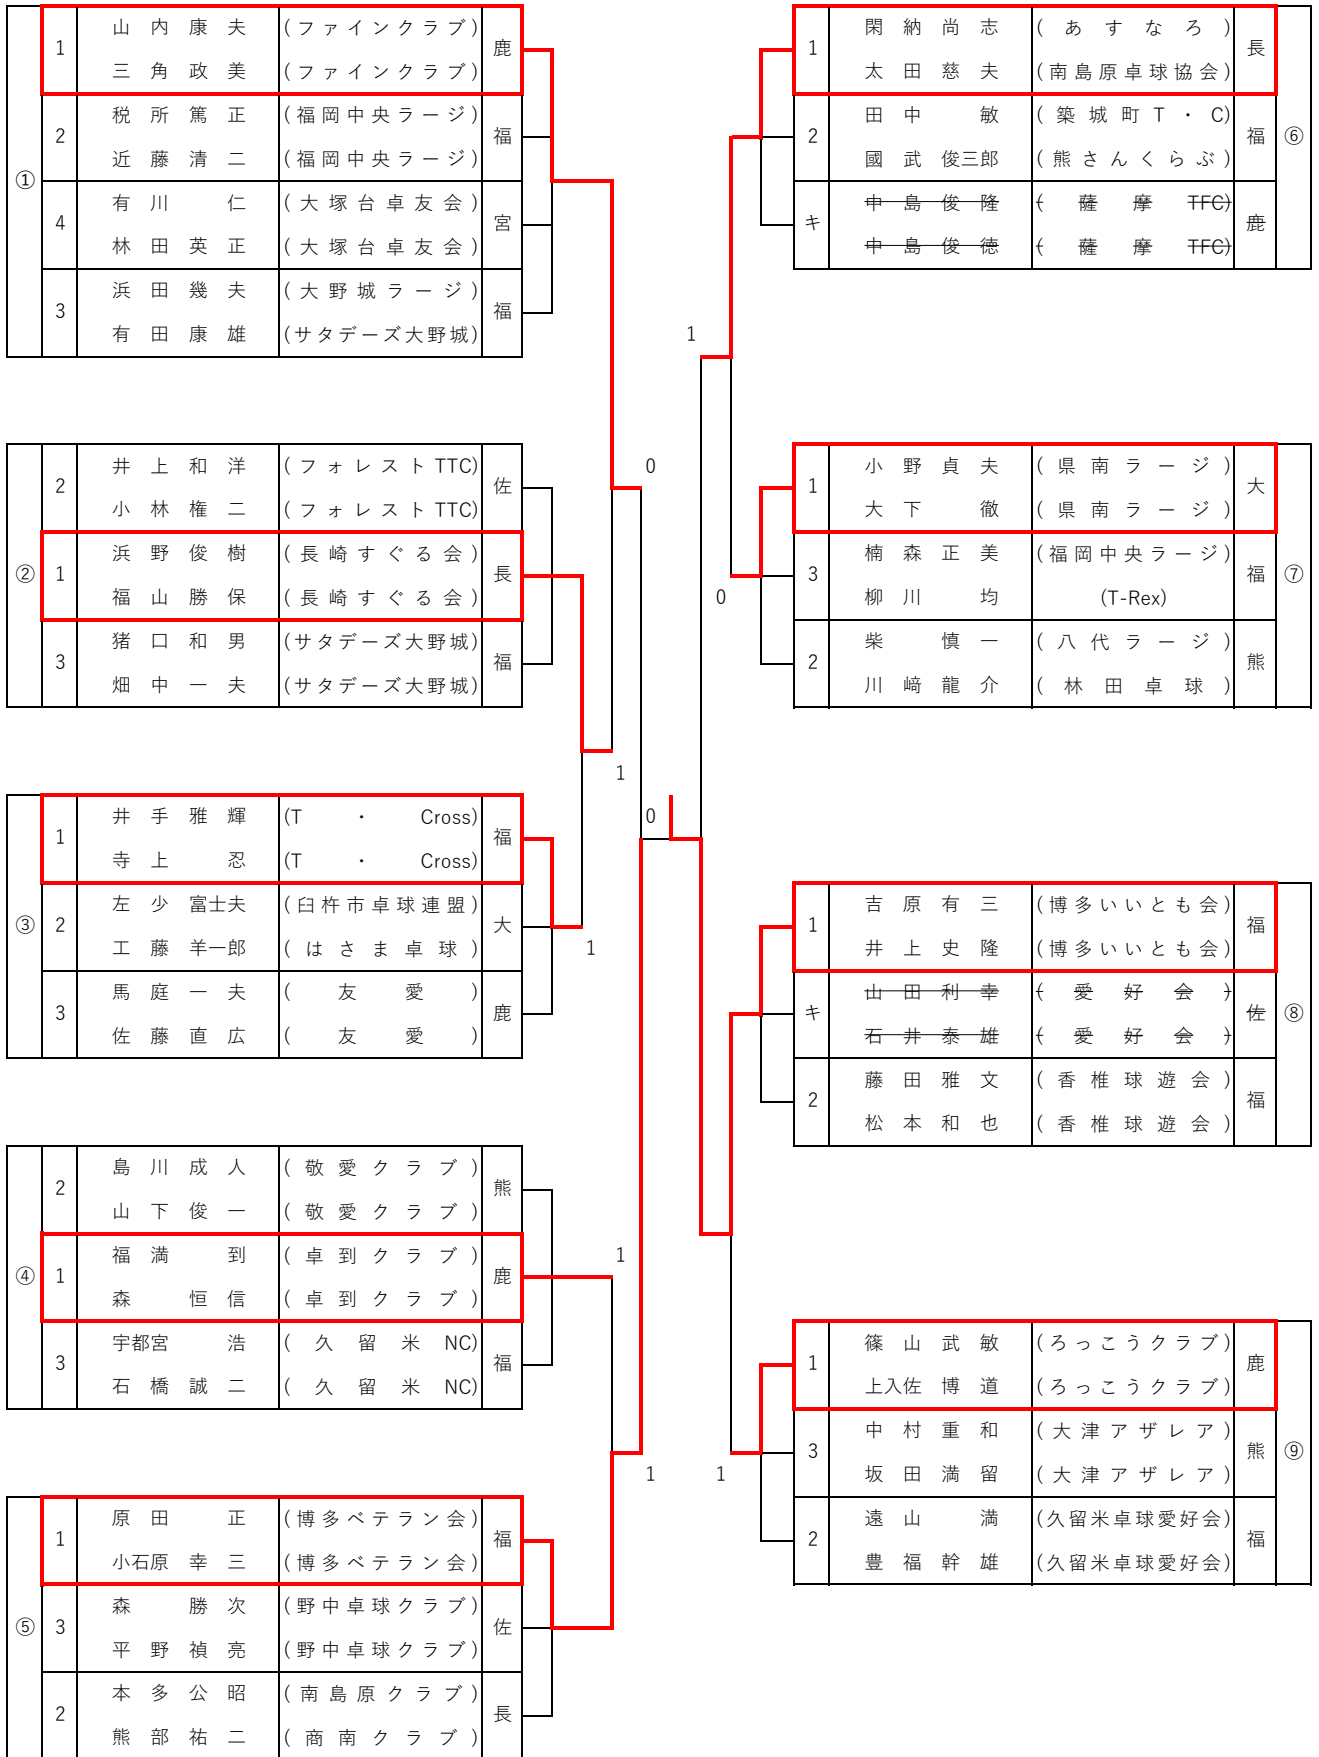 ①
1 山内康夫 (ファインクラブ) 鹿
三角政美 (ファインクラブ)
2 税所篤正 (福岡中央ラージ) 福
近藤清二 (福岡中央ラージ)
4 有川 仁 (大塚台卓友会) 宮
林田英正 (大塚台卓友会)
3 浜田幾夫 (大野城ラージ) 福
有田康雄 (サタデーズ大野城)
②
2 井上和洋 (フォレストTTC) 佐
小林権二 (フォレストTTC)
1 浜野俊樹 (長崎すぐる会) 長
福山勝保 (長崎すぐる会)
3 猪口和男 (サタデーズ大野城) 福
畑中一夫 (サタデーズ大野城)
③
1 井手雅輝 (T・Cross) 福
寺上 忍 (T・Cross)
2 左少富士夫 (臼杵市卓球連盟) 大
工藤羊一郎 (はさま卓球)
3 馬庭一夫 (友愛) 鹿
佐藤直広 (友愛)
④
2 島川成人 (敬愛クラブ) 熊
山下俊一 (敬愛クラブ)
1 福満 到 (卓到クラブ) 鹿
森 恒信 (卓到クラブ)
3 宇都宮 浩 (久留米NC) 福
石橋誠二 (久留米NC)
⑤
1 原田 正 (博多ベテラン会) 福
小石原幸三 (博多ベテラン会)
3 森 勝次 (野中卓球クラブ) 佐
平野禎亮 (野中卓球クラブ)
2 本多公昭 (南島原クラブ) 長
熊部祐二 (商南クラブ)
0
1
1
0
1
1
1
0
1
⑥
1 閑納尚志 (あすなろ) 長
太田慈夫 (南島原卓球協会)
2 田中 敏 (築城町T・C) 福
國武俊三郎 (熊さんくらぶ)
キ 中島俊隆 (薩摩TFC) 鹿
中島俊徳 (薩摩TFC)
⑦
1 小野貞夫 (県南ラージ) 大
大下 徹 (県南ラージ)
3 楠森正美 (福岡中央ラージ) 福
柳川 均 (T-Rex)
2 柴 慎一 (八代ラージ) 熊
川﨑龍介 (林田卓球)
⑧
1 吉原有三 (博多いいとも会) 福
井上史隆 (博多いいとも会)
キ 山田利幸 (愛好会) 佐
石井泰雄 (愛好会)
2 藤田雅文 (香椎球遊会) 福
松本和也 (香椎球遊会)
⑨
1 篠山武敏 (ろっこうクラブ) 鹿
上入佐博道 (ろっこうクラブ)
3 中村重和 (大津アザレア) 熊
坂田満留 (大津アザレア)
2 遠山 満 (久留米卓球愛好会) 福
豊福幹雄 (久留米卓球愛好会)